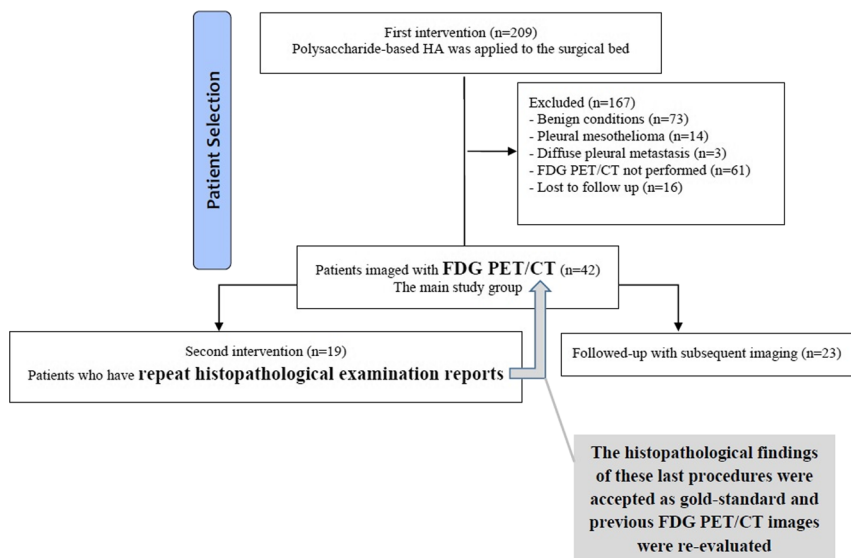 Patient Selection
First intervention (n=209)
Polysaccharide-based HA was applied to the surgical bed
Excluded (n=167)
- Benign conditions (n=73)
- Pleural mesothelioma (n=14)
- Diffuse pleural metastasis (n=3)
- FDG PET/CT not performed (n=61)
- Lost to follow up (n=16)
Patients imaged with FDG PET/CT (n=42)
The main study group
Second intervention (n=19)
Patients who have repeat histopathological examination reports
Followed-up with subsequent imaging (n=23)
The histopathological findings
of these last procedures were
accepted as gold-standard and
previous FDG PET/CT images
were re-evaluated